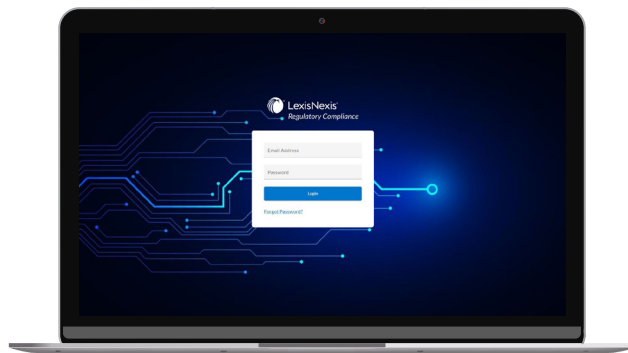 LexisNexis®
Regulatory Compliance
Email Address
Password
Login
Forgot Password?